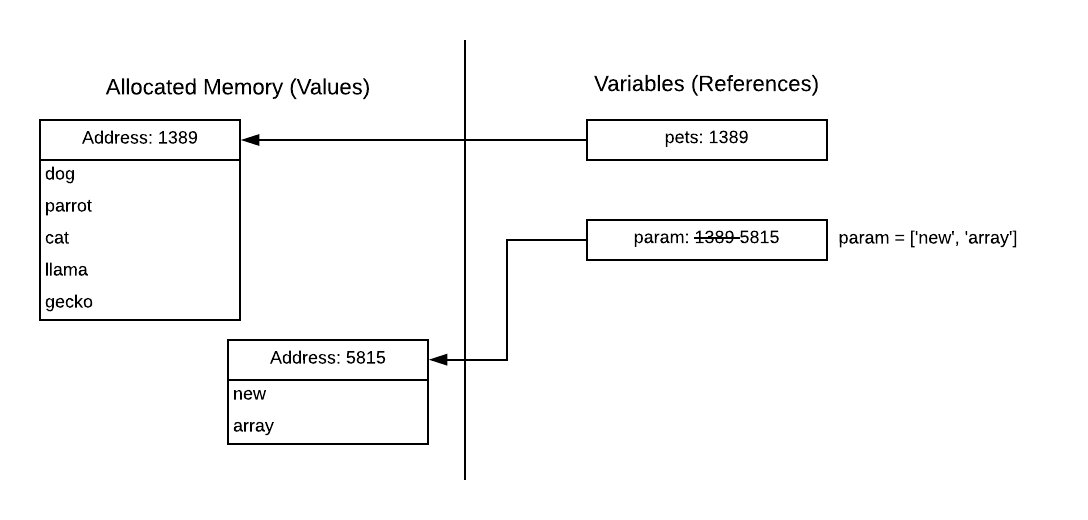 Allocated Memory (Values)
Address: 1389
dog
parrot
cat
llama
gecko
Address: 5815
new
array
Variables (References)
pets: 1389
param: 1389 5815
param = ['new', 'array']